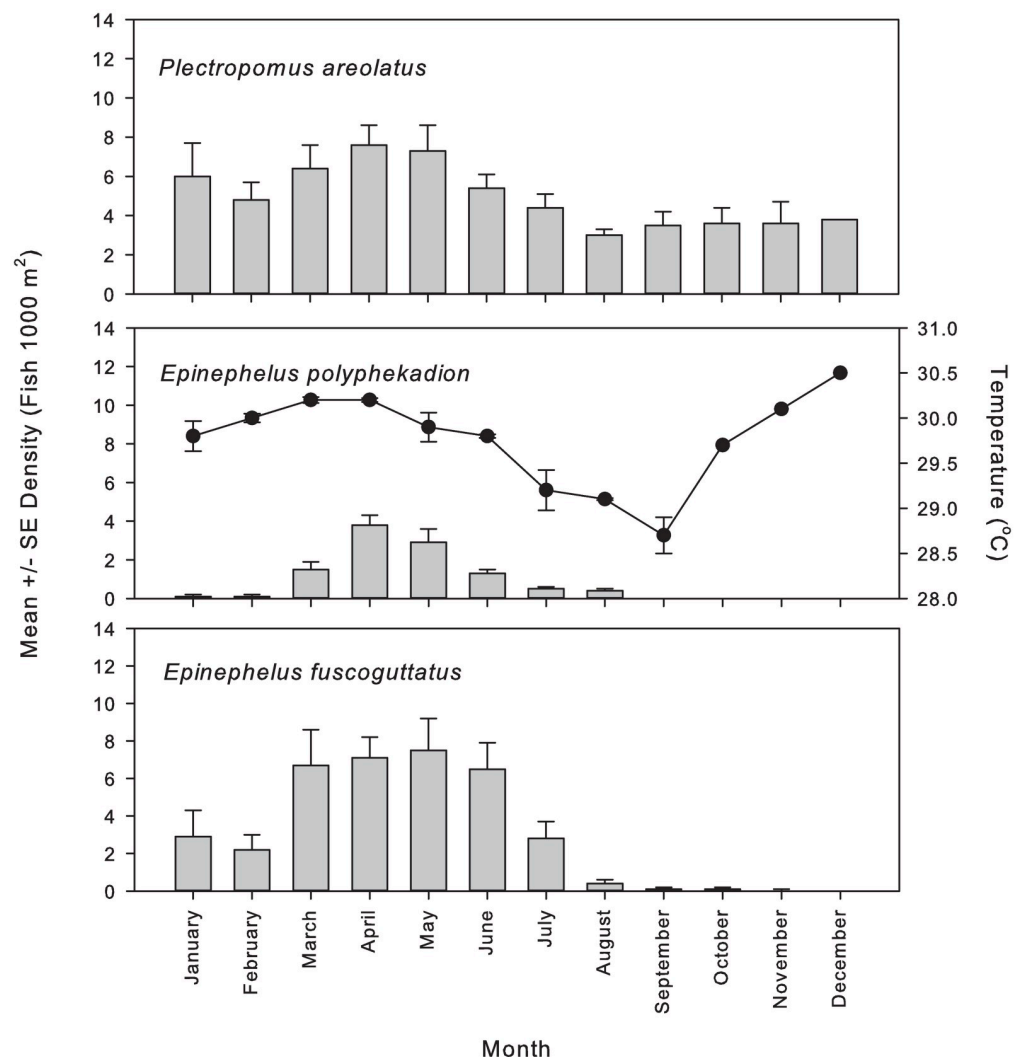 Mean +/- SE Density (Fish 1000 m²)
14
12
10
8
6
4
2
0
Plectropomus areolatus
14
12
10
8
6
4
2
0
Epinephelus polyphekadion
31.0
30.5
30.0
29.5
29.0
28.5
28.0
Temperature (°C)
14
12
10
8
6
4
2
0
Epinephelus fuscoguttatus
January
February
March
April
May
June
July
August
September
October
November
December
Month